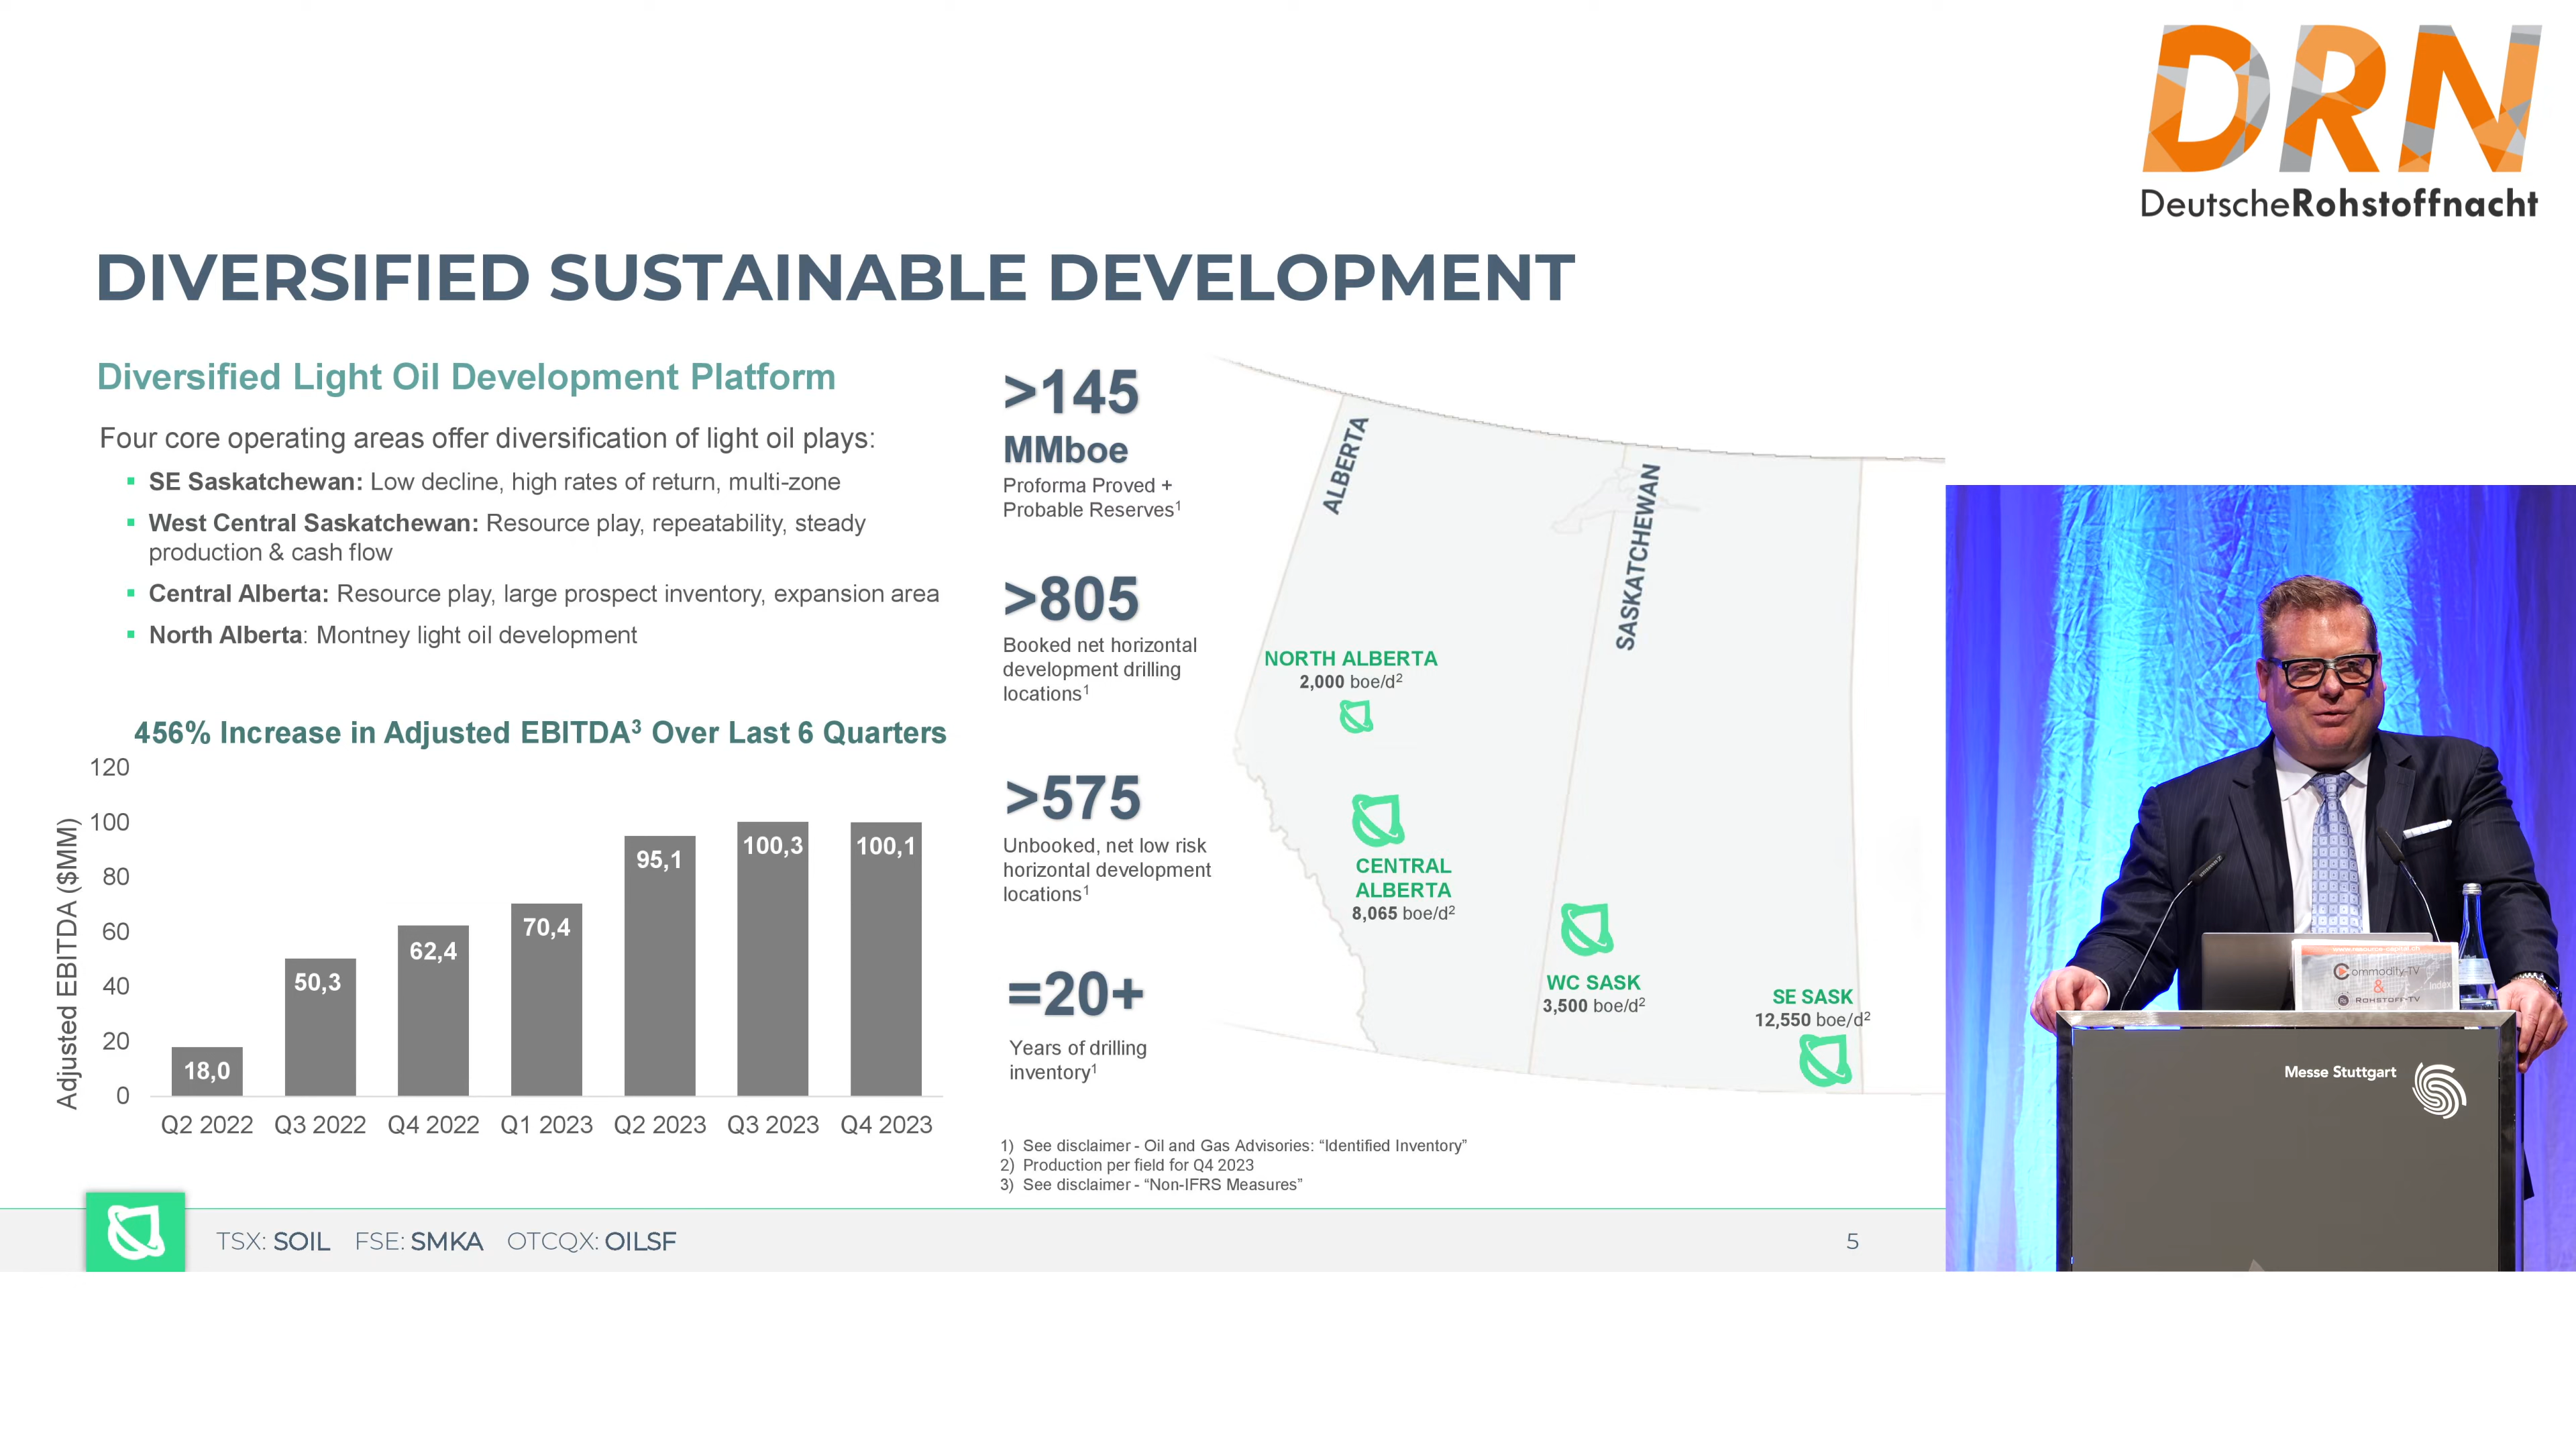 DRN
DeutscheRohstoffnacht
DIVERSIFIED SUSTAINABLE DEVELOPMENT
Diversified Light Oil Development Platform
Four core operating areas offer diversification of light oil plays:
▪ SE Saskatchewan: Low decline, high rates of return, multi-zone
▪ West Central Saskatchewan: Resource play, repeatability, steady
production & cash flow
▪ Central Alberta: Resource play, large prospect inventory, expansion area
▪ North Alberta: Montney light oil development
456% Increase in Adjusted EBITDA³ Over Last 6 Quarters
Adjusted EBITDA ($MM)
120
100
80
60
40
20
0
18,0
50,3
62,4
70,4
95,1
100,3
100,1
Q2 2022 Q3 2022 Q4 2022 Q1 2023 Q2 2023 Q3 2023 Q4 2023
>145
MMboe
Proforma Proved +
Probable Reserves¹
>805
Booked net horizontal
development drilling
locations¹
>575
Unbooked, net low risk
horizontal development
locations¹
=20+
Years of drilling
inventory¹
ALBERTA
SASKATCHEWAN
NORTH ALBERTA
2,000 boe/d²
CENTRAL
ALBERTA
8,065 boe/d²
WC SASK
3,500 boe/d²
SE SASK
12,550 boe/d²
1) See disclaimer - Oil and Gas Advisories: “Identified Inventory”
2) Production per field for Q4 2023
3) See disclaimer - “Non-IFRS Measures”
TSX: SOIL FSE: SMKA OTCQX: OILSF
5
Commodity-TV
&
ROHSTOFF-TV
Index
Messe Stuttgart